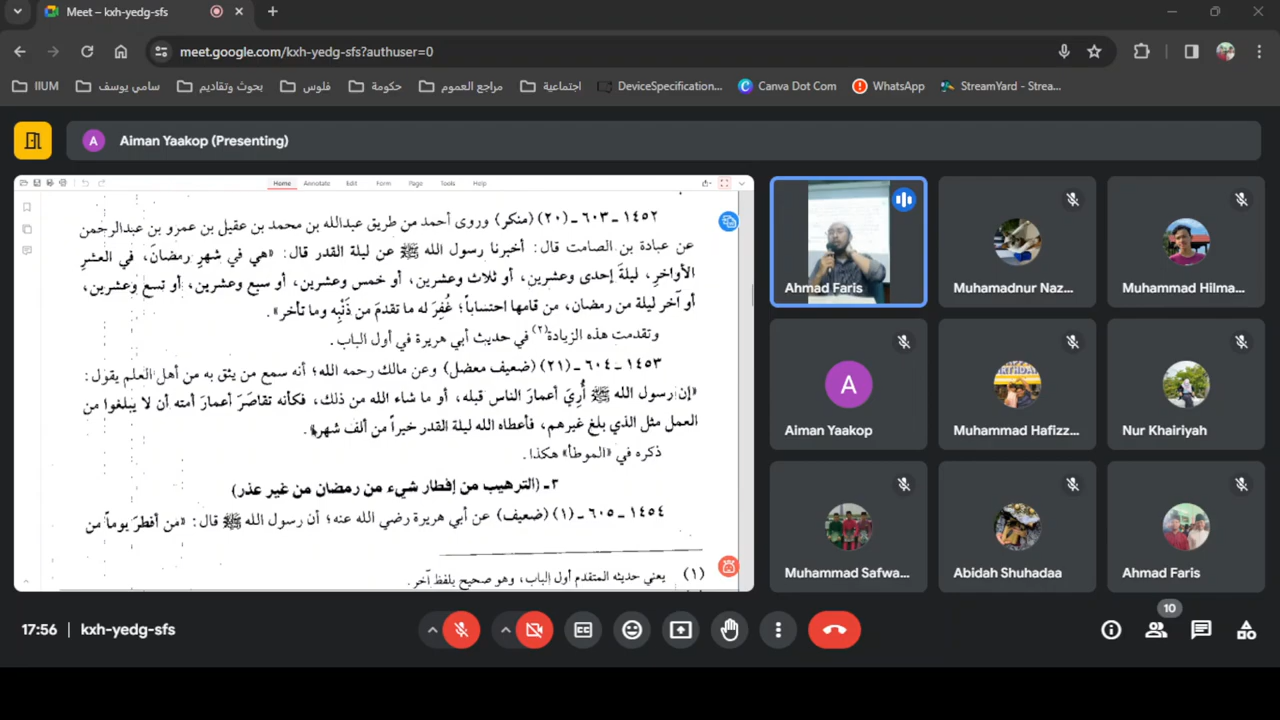 Meet – kxh-yedg-sfs
meet.google.com/kxh-yedg-sfs?authuser=0
IIUM
سامي يوسف
بحوث وتقاديم
فلوس
حكومة
مراجع العموم
اجتماعية
DeviceSpecification...
Canva Dot Com
WhatsApp
StreamYard - Strea...
A
Aiman Yaakop (Presenting)
Home Annotate Edit Form Page Tools Help
١٤٥٢ ـ ٦٠٣ ـ (٢٠) (منكر) وروى أحمد من طريق عبدالله بن محمد بن عقيل بن عمرو بن عبدالرحمن
عن عبادة بن الصامت قال: أخبرنا رسول الله ﷺ عن ليلة القدر قال: «هي في شهرِ رمضانَ، في العشرِ
الأواخرِ، ليلةَ إحدى وعشرين، أو ثلاث وعشرين، أو خمس وعشرين، أو سبع وعشرين، أو تسع وعشرين،
أو آخر ليلة من رمضان، من قامها احتساباً؛ غُفِرَ له ما تقدمَ من ذَنْبِه وما تأخر».
وتقدمت هذه الزيادة(٢) في حديث أبي هريرة في أول الباب.
١٤٥٣ ـ ٦٠٤ ـ (٢١) (ضعيف معضل) وعن مالك رحمه الله؛ أنه سمع من يثق به من أهل العلم يقول:
«إن رسول الله ﷺ أُرِيَ أعمارَ الناس قبله، أو ما شاء الله من ذلك، فكأنه تقاصَرَ أعمارَ أمته أن لا يبلغوا من
العمل مثل الذي بلغ غيرهم، فأعطاه الله ليلة القدر خيراً من ألف شهر».
ذكره في «الموطأ» هكذا.
٣ ـ (الترهيب من إفطار شيء من رمضان من غير عذر)
١٤٥٤ ـ ٦٠٥ ـ (١) (ضعيف) عن أبي هريرة رضي الله عنه؛ أن رسول الله ﷺ قال: «من أفطرَ يوماً من
(١) يعني حديثه المتقدم أول الباب، وهو صحيح بلفظ آخر.
Ahmad Faris
Muhamadnur Naz...
Muhammad Hilma...
A
Aiman Yaakop
Muhammad Hafizz...
Nur Khairiyah
Muhammad Safwa...
Abidah Shuhadaa
Ahmad Faris
17:56 | kxh-yedg-sfs
10